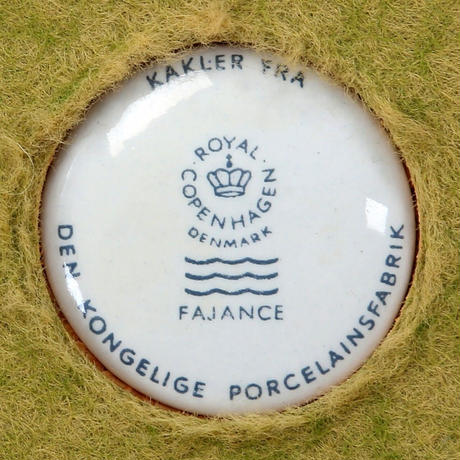 KAKLER FRA
ROYAL
COPENHAGEN
DENMARK
FAJANCE
DEN KONGELIGE PORCELAINSFABRIK